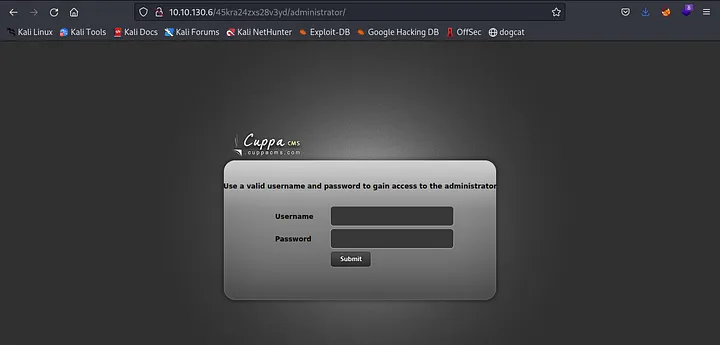 10.10.130.6/45kra24zxs28v3yd/administrator/
8
Kali Linux Kali Tools Kali Docs Kali Forums Kali NetHunter Exploit-DB Google Hacking DB OffSec dogcat
Cuppa CMS
.cuppacms.com
Use a valid username and password to gain access to the administrator
Username
Password
Submit